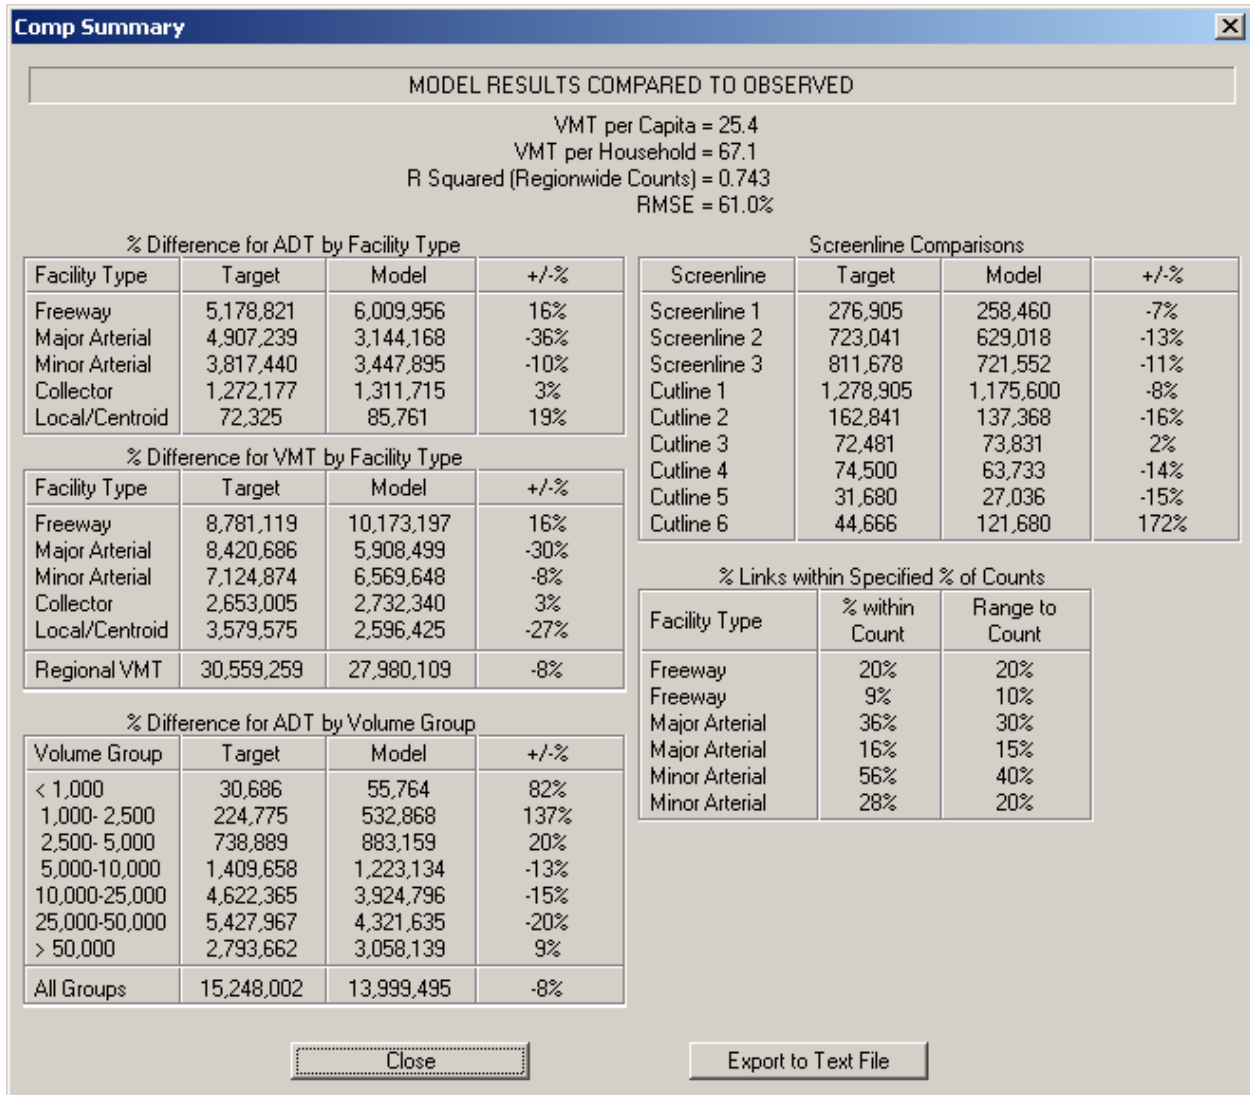 Comp Summary
MODEL RESULTS COMPARED TO OBSERVED
VMT per Capita = 25.4
VMT per Household = 67.1
R Squared (Regionwide Counts) = 0.743
RMSE = 61.0%
% Difference for ADT by Facility Type
Facility Type Target Model +/-%
Freeway 5,178,821 6,009,956 16%
Major Arterial 4,907,239 3,144,168 -36%
Minor Arterial 3,817,440 3,447,895 -10%
Collector 1,272,177 1,311,715 3%
Local/Centroid 72,325 85,761 19%
% Difference for VMT by Facility Type
Facility Type Target Model +/-%
Freeway 8,781,119 10,173,197 16%
Major Arterial 8,420,686 5,908,499 -30%
Minor Arterial 7,124,874 6,569,648 -8%
Collector 2,653,005 2,732,340 3%
Local/Centroid 3,579,575 2,596,425 -27%
Regional VMT 30,559,259 27,980,109 -8%
% Difference for ADT by Volume Group
Volume Group Target Model +/-%
< 1,000 30,686 55,764 82%
1,000- 2,500 224,775 532,868 137%
2,500- 5,000 738,889 883,159 20%
5,000-10,000 1,409,658 1,223,134 -13%
10,000-25,000 4,622,365 3,924,796 -15%
25,000-50,000 5,427,967 4,321,635 -20%
> 50,000 2,793,662 3,058,139 9%
All Groups 15,248,002 13,999,495 -8%
Screenline Comparisons
Screenline Target Model +/-%
Screenline 1 276,905 258,460 -7%
Screenline 2 723,041 629,018 -13%
Screenline 3 811,678 721,552 -11%
Cutline 1 1,278,905 1,175,600 -8%
Cutline 2 162,841 137,368 -16%
Cutline 3 72,481 73,831 2%
Cutline 4 74,500 63,733 -14%
Cutline 5 31,680 27,036 -15%
Cutline 6 44,666 121,680 172%
% Links within Specified % of Counts
Facility Type % within Count Range to Count
Freeway 20% 20%
Freeway 9% 10%
Major Arterial 36% 30%
Major Arterial 16% 15%
Minor Arterial 56% 40%
Minor Arterial 28% 20%
Close
Export to Text File